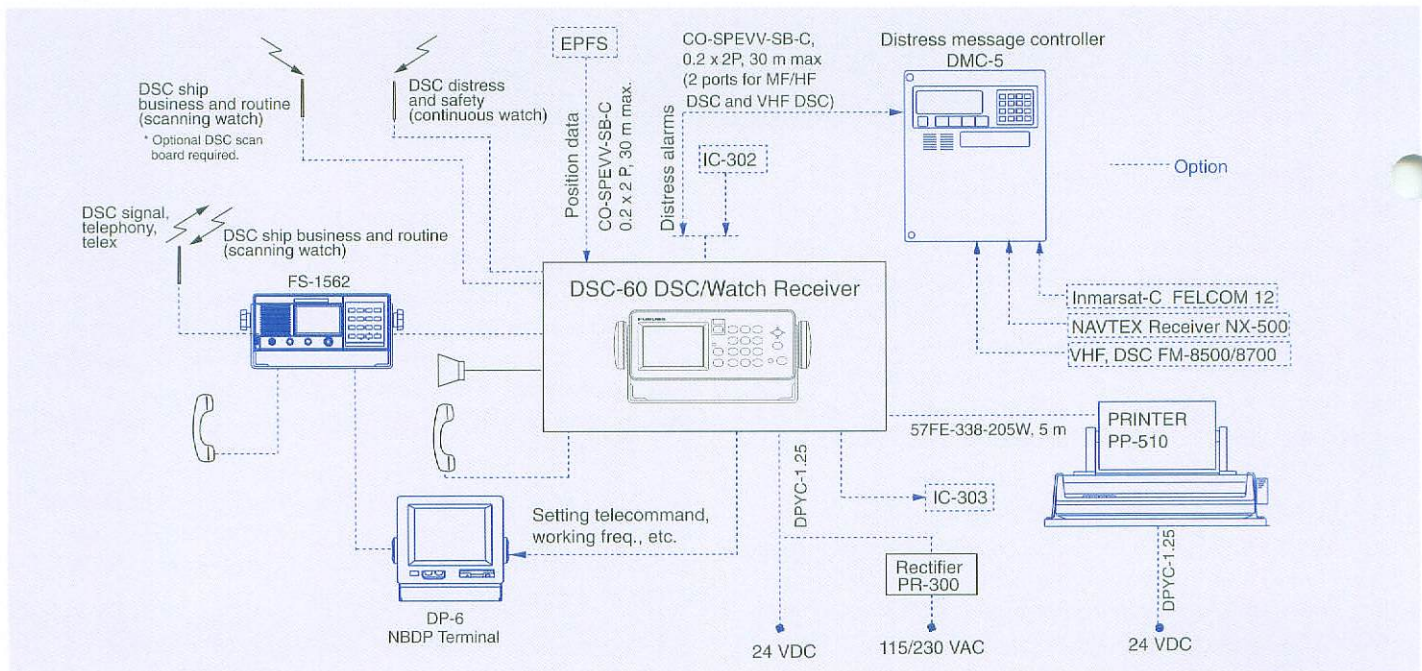 DSC ship
business and routine
(scanning watch)
* Optional DSC scan
board required.
DSC distress
and safety
(continuous watch)
EPFS
Position data
CO-SPEVV-SB-C
0.2 x 2 P, 30 m max.
CO-SPEVV-SB-C,
0.2 x 2P, 30 m max
(2 ports for MF/HF
DSC and VHF DSC)
Distress alarms
IC-302
Distress message controller
DMC-5
Option
DSC signal,
telephony,
telex
DSC ship business and routine
(scanning watch)
FS-1562
DSC-60 DSC/Watch Receiver
FURUNO
Inmarsat-C FELCOM 12
NAVTEX Receiver NX-500
VHF, DSC FM-8500/8700
57FE-338-205W, 5 m
PRINTER
PP-510
DPYC-1.25
IC-303
Setting telecommand,
working freq., etc.
Rectifier
PR-300
DPYC-1.25
DP-6
NBDP Terminal
24 VDC
115/230 VAC
24 VDC